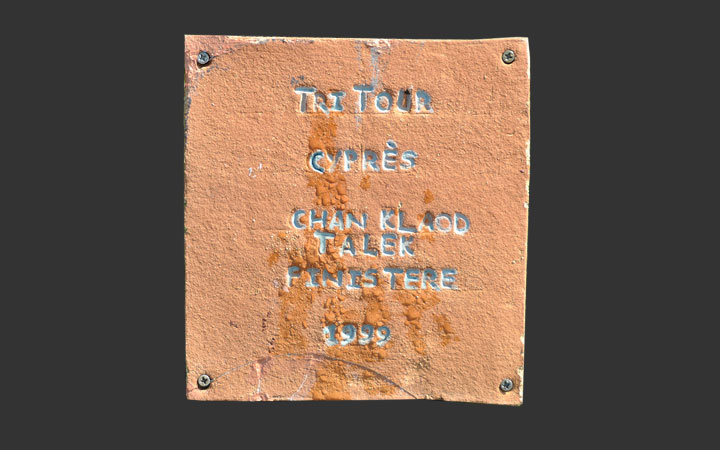 TRI TOUR
CYPRÈS
CHAN KLAOD
TALEK
FINISTERE
1999